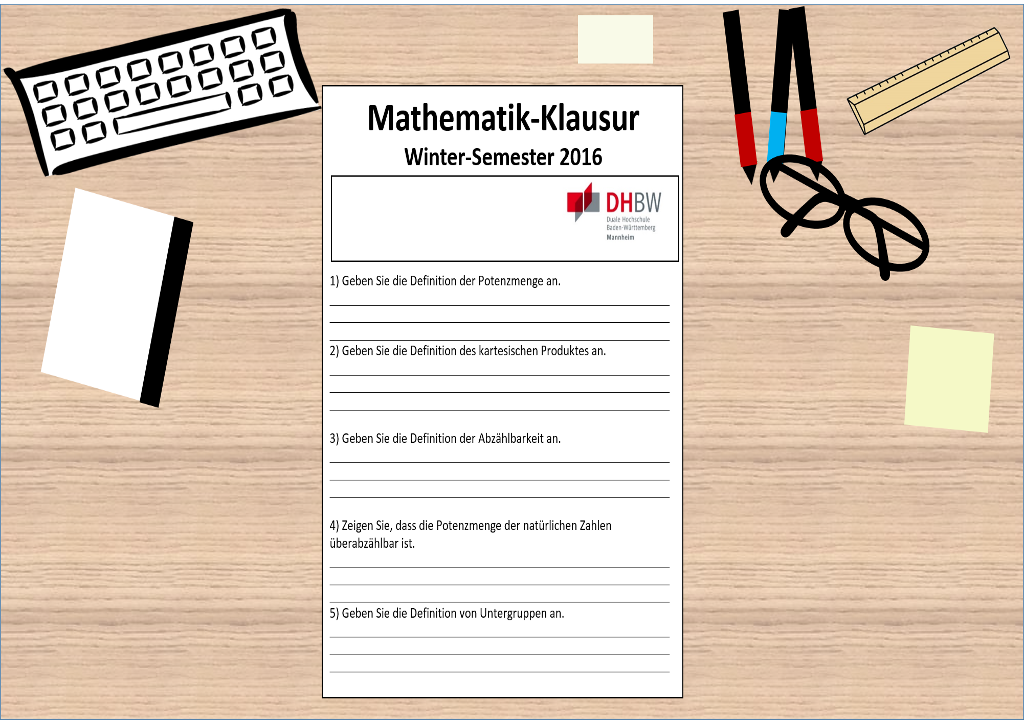 Mathematik-Klausur
Winter-Semester 2016
DHBW
Duale Hochschule
Baden-Württemberg
Mannheim
1) Geben Sie die Definition der Potenzmenge an.
2) Geben Sie die Definition des kartesischen Produktes an.
3) Geben Sie die Definition der Abzählbarkeit an.
4) Zeigen Sie, dass die Potenzmenge der natürlichen Zahlen
überabzählbar ist.
5) Geben Sie die Definition von Untergruppen an.